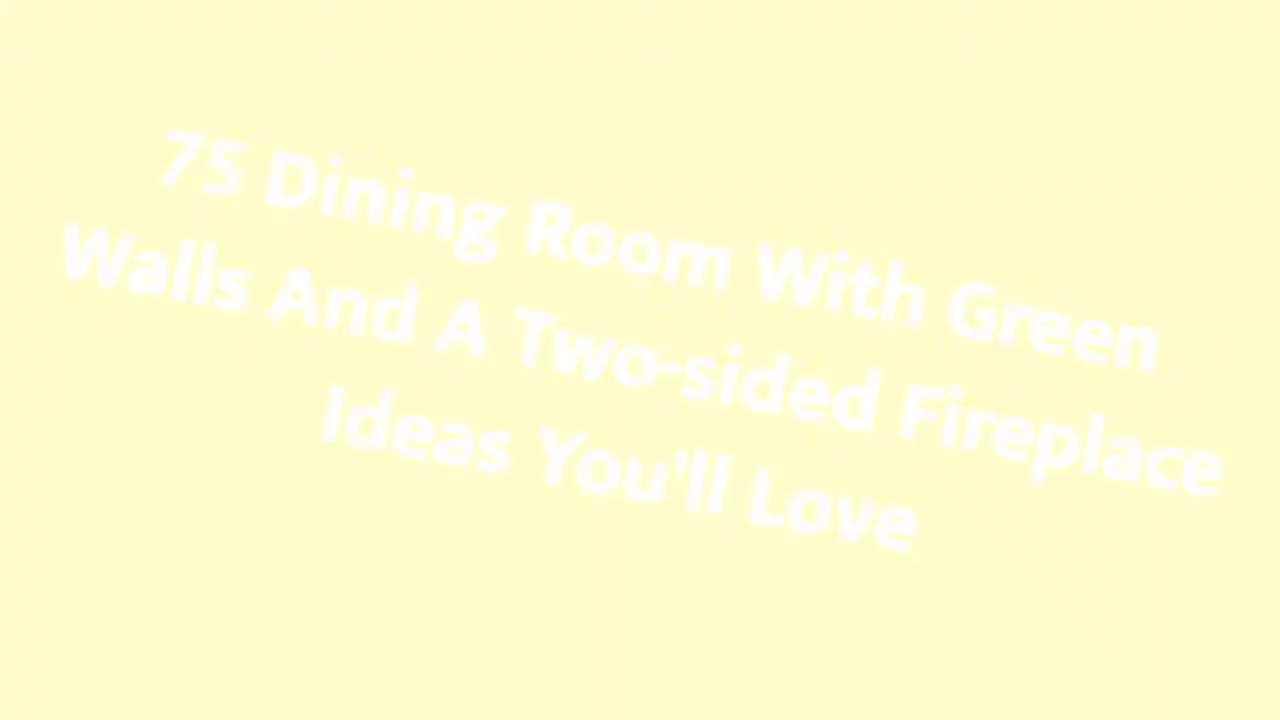 75 Dining Room With Green
Walls And A Two-sided Fireplace
Ideas You'll Love